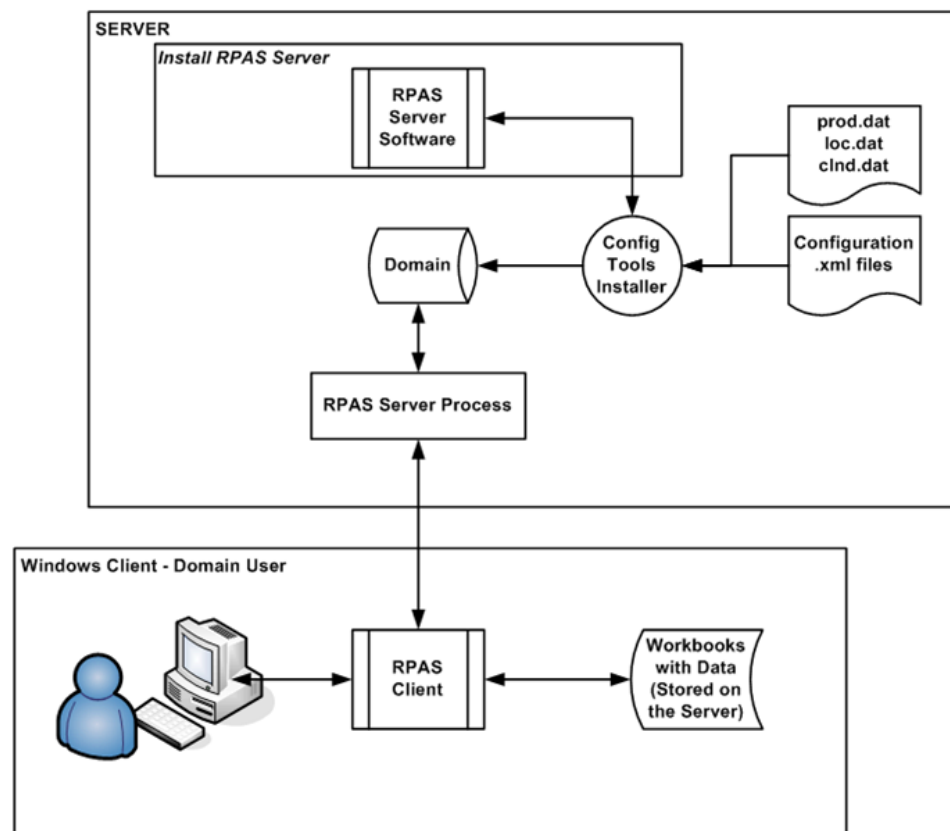 SERVER
Install RPAS Server
RPAS
Server
Software
prod.dat
loc.dat
clnd.dat
Domain
Config
Tools
Installer
Configuration
.xml files
RPAS Server Process
Windows Client - Domain User
RPAS
Client
Workbooks
with Data
(Stored on
the Server)